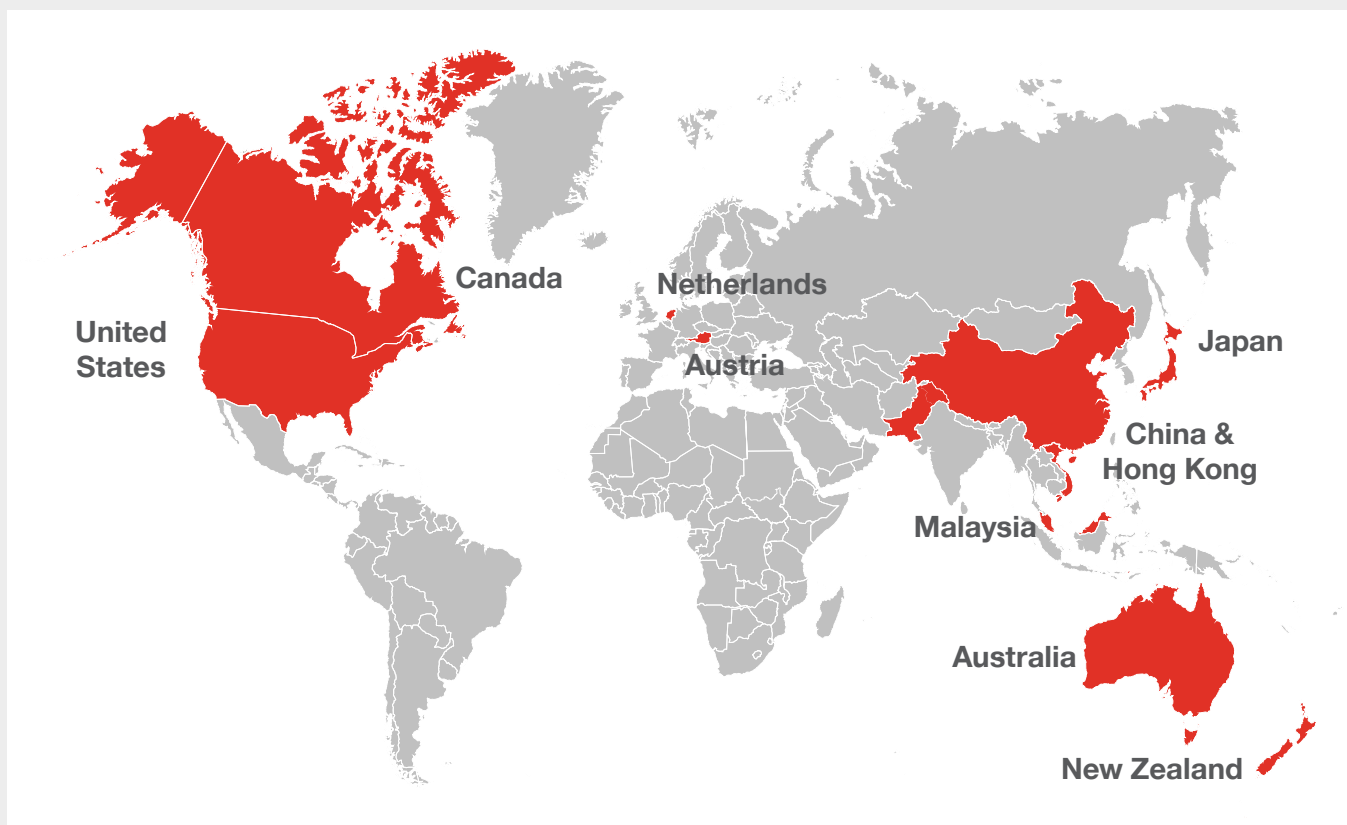 Canada
Netherlands
United
States
Japan
Austria
China &
Hong Kong
Malaysia
Australia
New Zealand